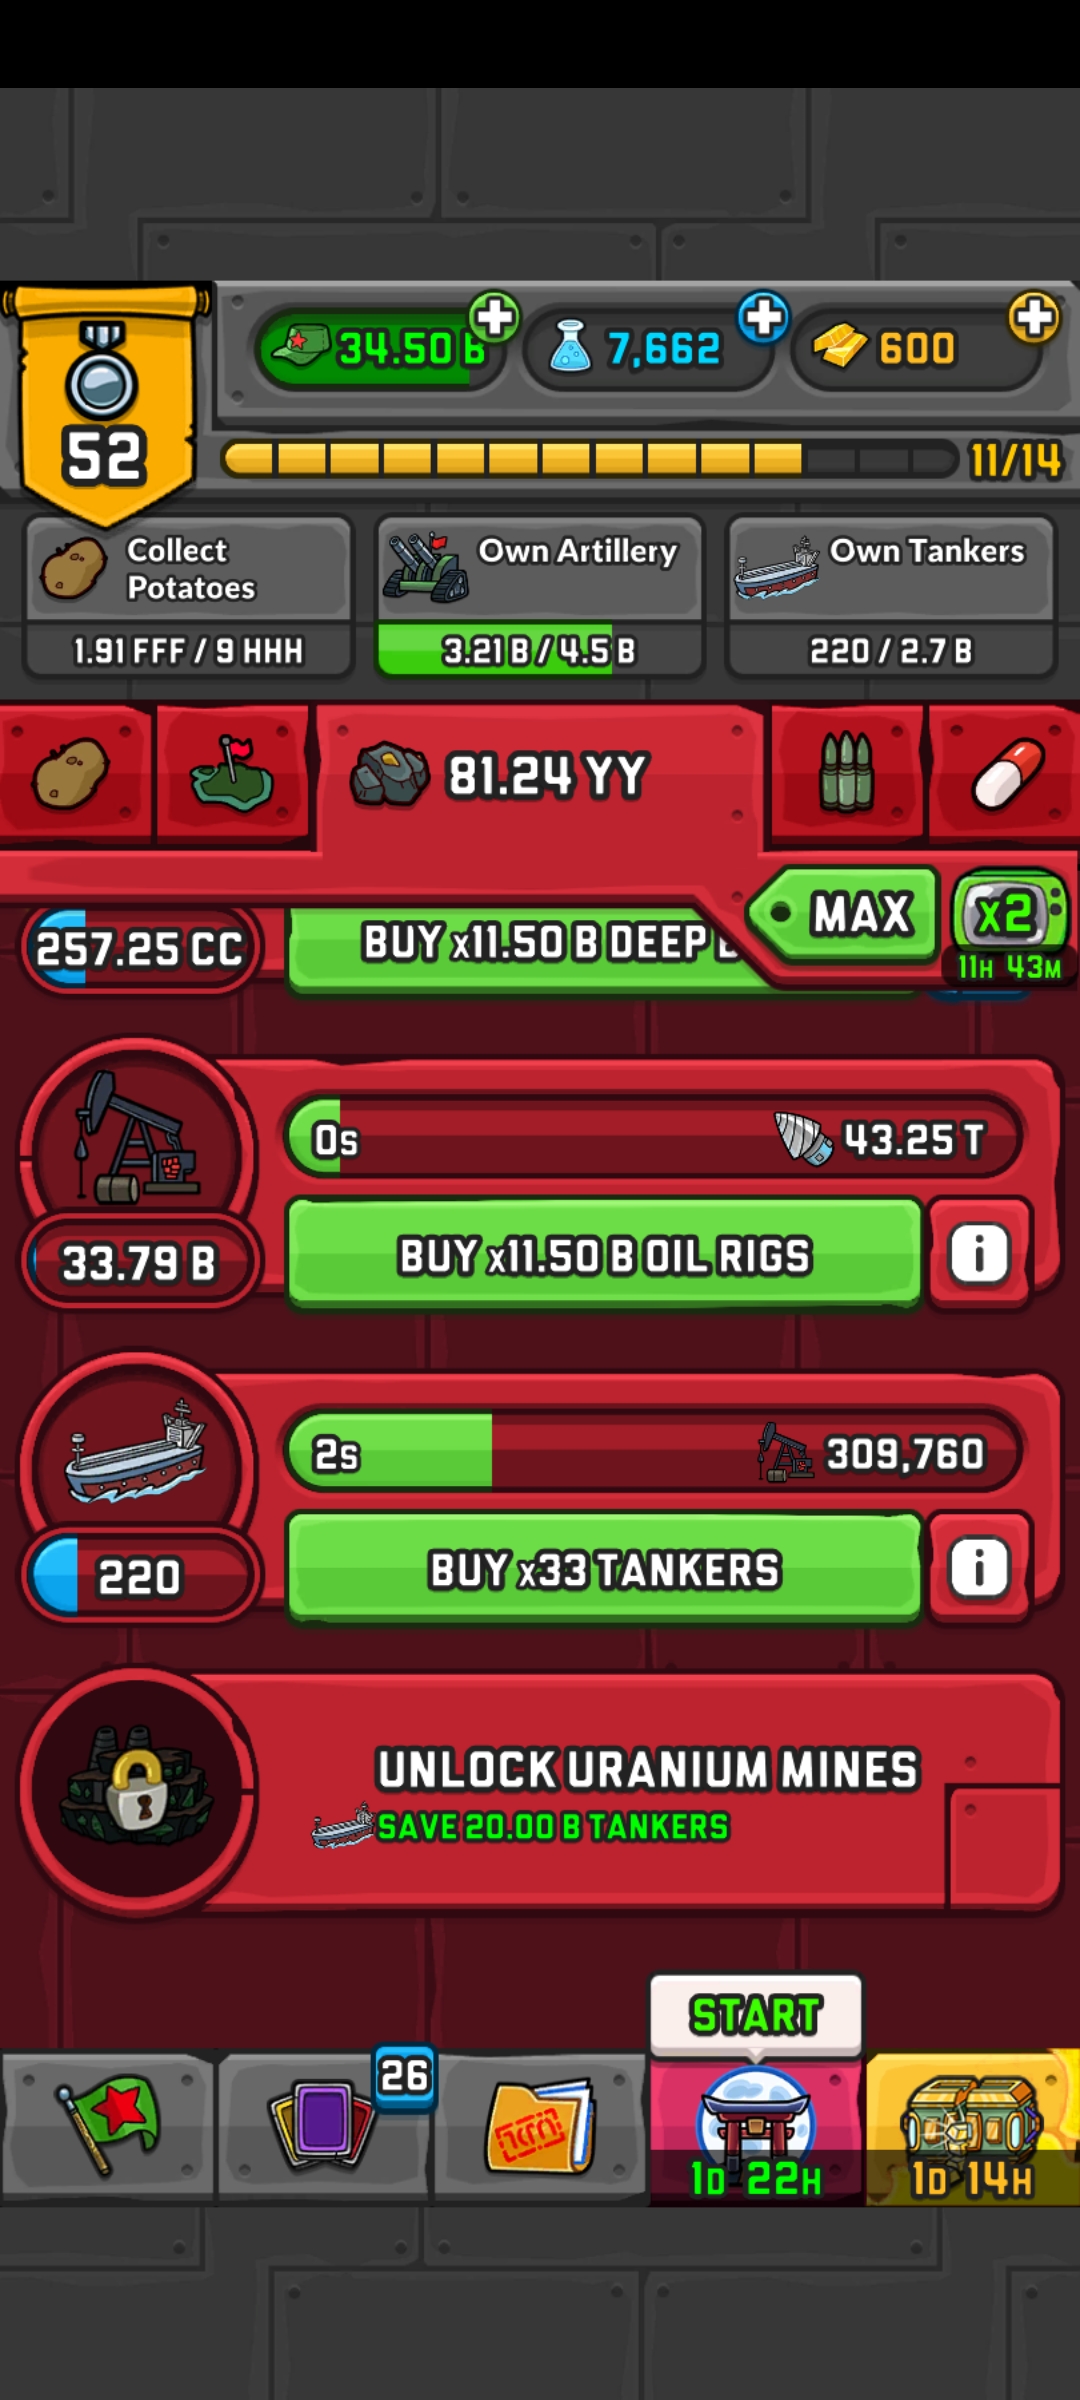 34.50 B
7,662
600
52
11/14
Collect
Potatoes
Own Artillery
Own Tankers
1.91 FFF / 9 HHH
3.21 B / 4.5 B
220 / 2.7 B
81.24 YY
MAX
x2
11H 43M
257.25 CC
BUY x11.50 B DEEP
0s
43.25 T
33.79 B
BUY x11.50 B OIL RIGS
i
2s
309,760
220
BUY x33 TANKERS
i
UNLOCK URANIUM MINES
SAVE 20.00 B TANKERS
START
26
1D 22H
1D 14H